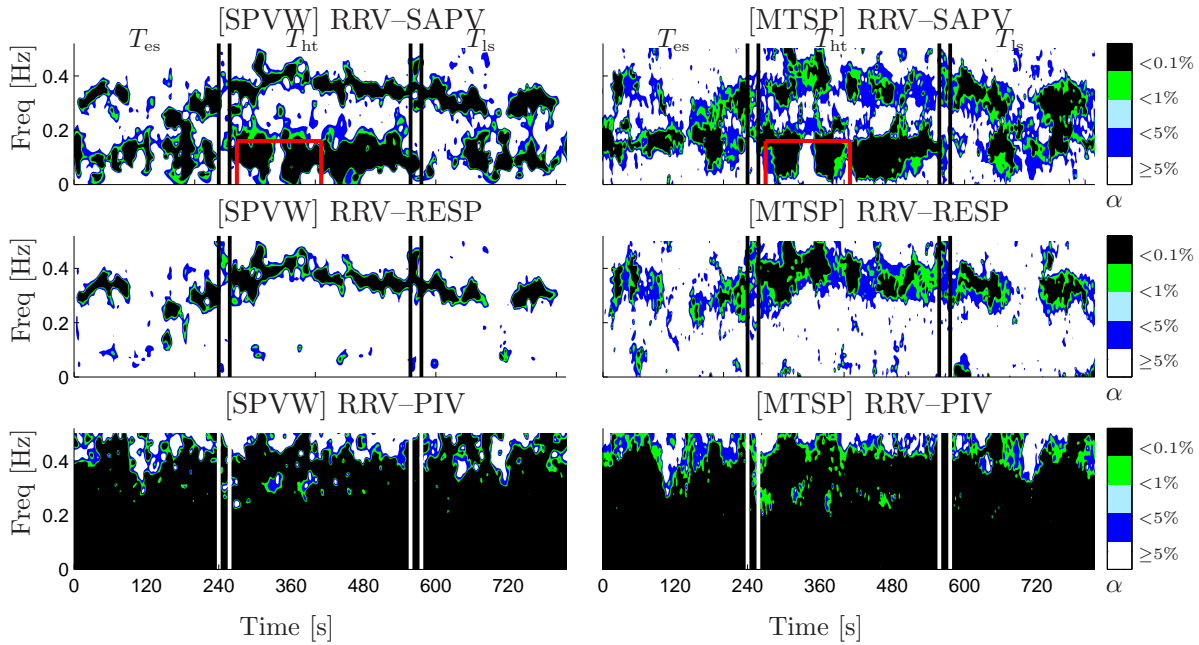 [SPVW] RRV–SAPV
[MTSP] RRV–SAPV
T_es T_ht T_ls
T_es T_ht T_ls
Freq [Hz]
0.4
0.2
0
<0.1%
<1%
<5%
≥5%
α
[SPVW] RRV–RESP
[MTSP] RRV–RESP
Freq [Hz]
0.4
0.2
0
<0.1%
<1%
<5%
≥5%
α
[SPVW] RRV–PIV
[MTSP] RRV–PIV
Freq [Hz]
0.4
0.2
0
<0.1%
<1%
<5%
≥5%
α
0 120 240 360 480 600 720
0 120 240 360 480 600 720
Time [s]
Time [s]